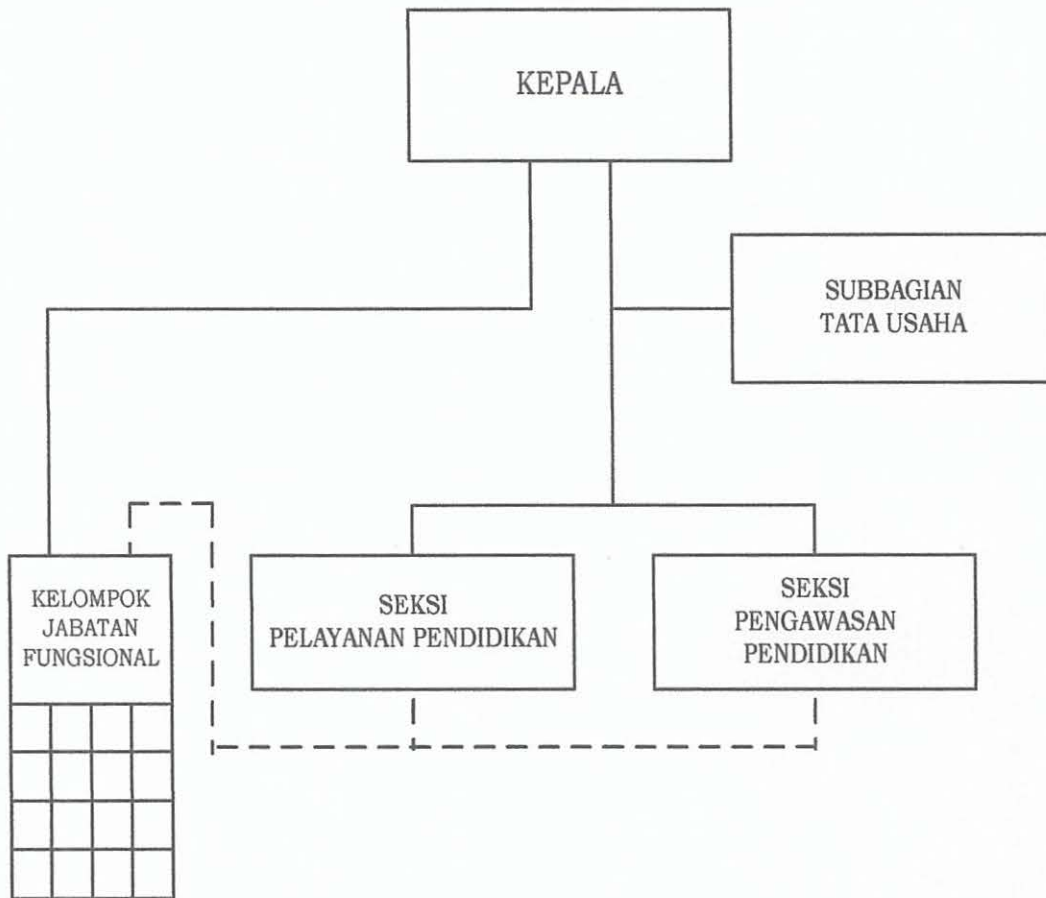 KEPALA
SUBBAGIAN
TATA USAHA
KELOMPOK
JABATAN
FUNGSIONAL
SEKSI
PELAYANAN PENDIDIKAN
SEKSI
PENGAWASAN
PENDIDIKAN